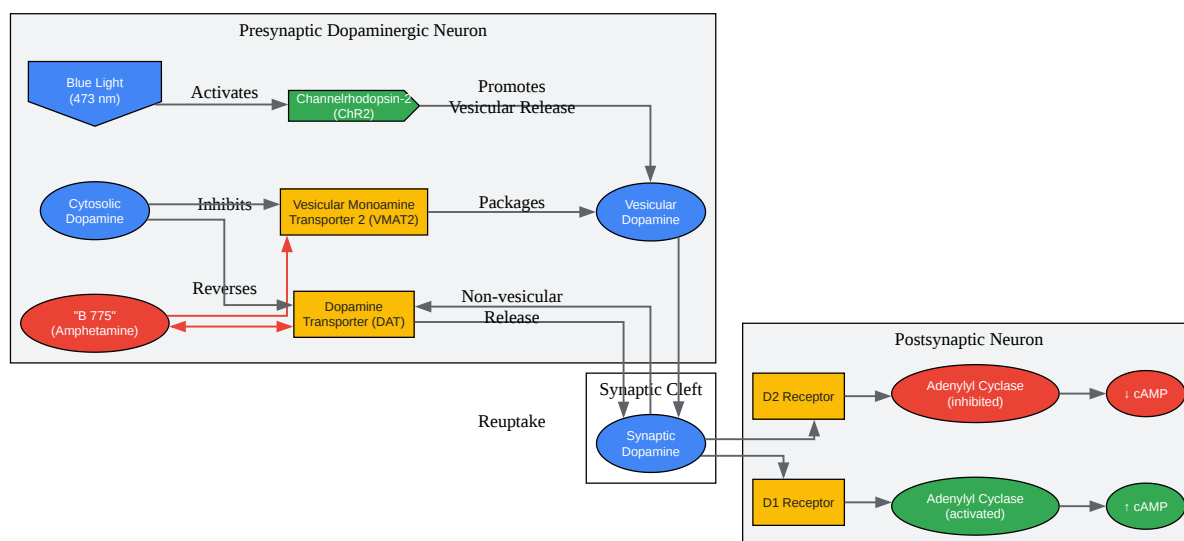 Presynaptic Dopaminergic Neuron
Blue Light
(473 nm)
Activates
Channelrhodopsin-2
(ChR2)
Promotes
Vesicular Release
Cytosolic
Dopamine
Inhibits
Vesicular Monoamine
Transporter 2 (VMAT2)
Packages
Vesicular
Dopamine
Reverses
"B 775"
(Amphetamine)
Dopamine
Transporter (DAT)
Non-vesicular
Release
Synaptic Cleft
Reuptake
Synaptic
Dopamine
Postsynaptic Neuron
D2 Receptor
Adenylyl Cyclase
(inhibited)
↓ cAMP
D1 Receptor
Adenylyl Cyclase
(activated)
↑ cAMP